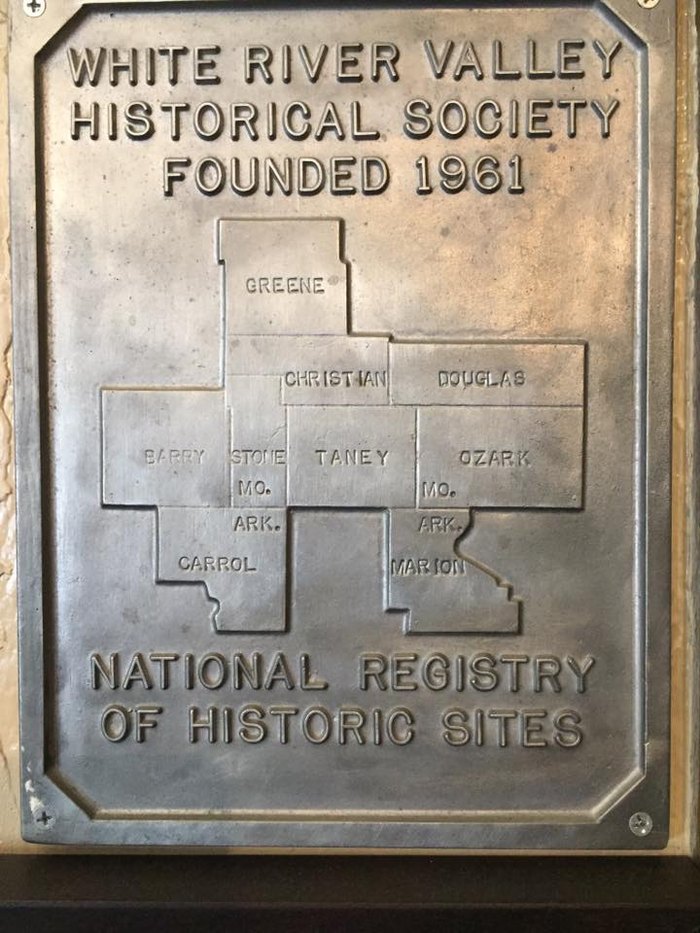 WHITE RIVER VALLEY
HISTORICAL SOCIETY
FOUNDED 1961
GREENE
CHRISTIAN DOUGLAS
BARRY STONE TANEY OZARK
MO. MO.
ARK. ARK.
CARROL MARION
NATIONAL REGISTRY
OF HISTORIC SITES